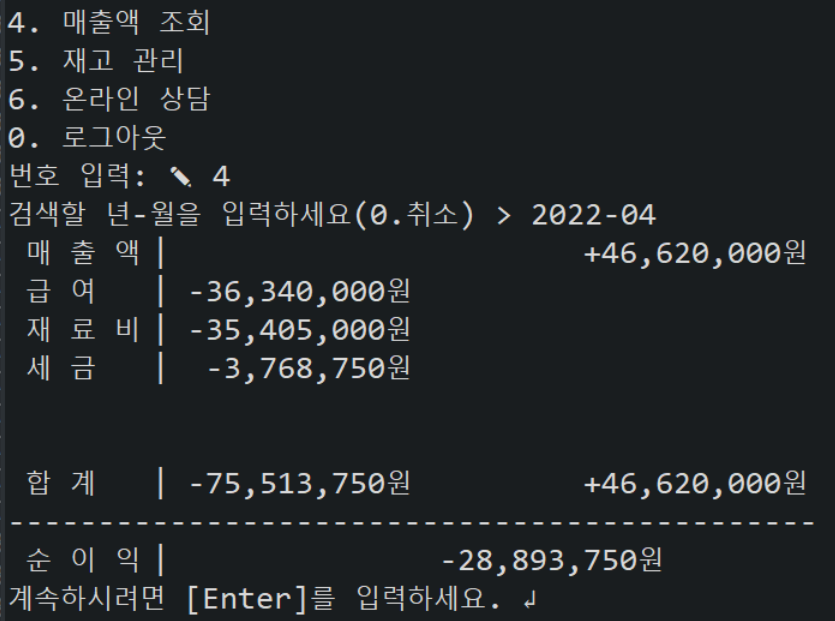 4. 매출액 조회
5. 재고 관리
6. 온라인 상담
0. 로그아웃
번호 입력: ✎ 4
검색할 년-월을 입력하세요(0.취소) > 2022-04
매 출 액 | +46,620,000원
급 여 | -36,340,000원
재 료 비 | -35,405,000원
세 금 | -3,768,750원
합 계 | -75,513,750원 +46,620,000원
---------------------------------------------
순 이 익 | -28,893,750원
계속하시려면 [Enter]를 입력하세요. ↲